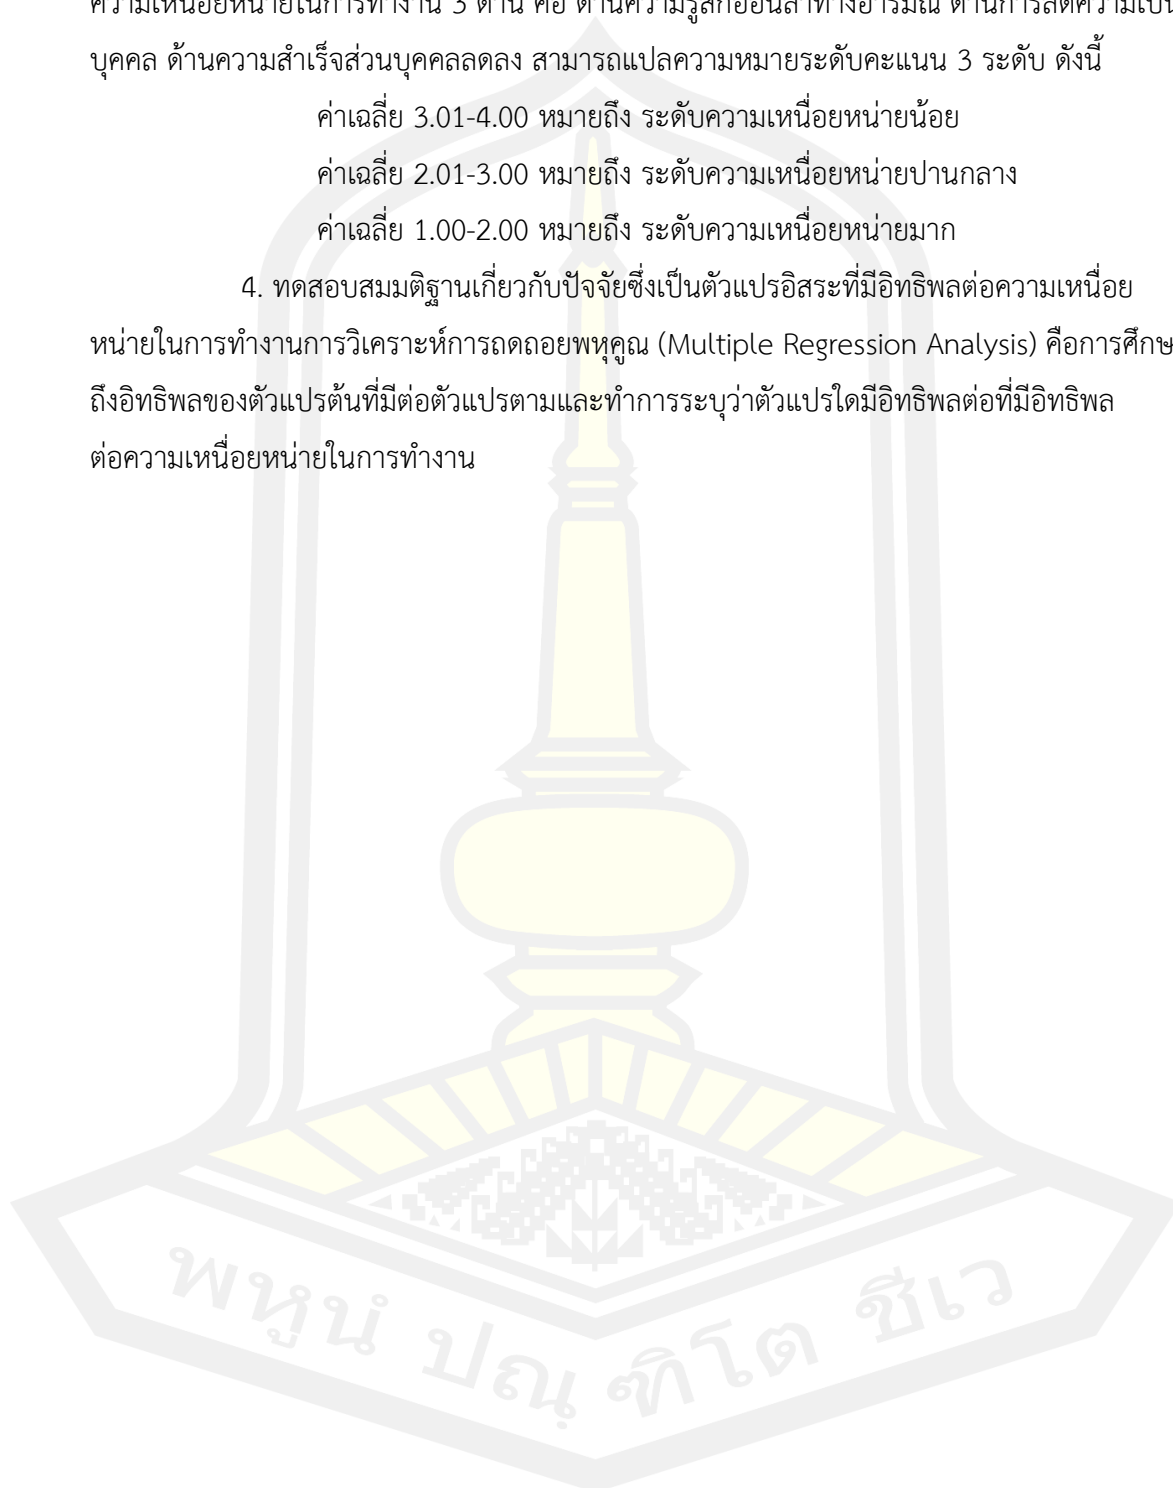 ความเหนื่อยหน่ายในการทำงาน 3 ด้าน คือ ด้านความรู้สึกอ่อนล้าทางอารมณ์ ด้านการลดความเป็น
บุคคล ด้านความสำเร็จส่วนบุคคลลดลง สามารถแปลความหมายระดับคะแนน 3 ระดับ ดังนี้
ค่าเฉลี่ย 3.01-4.00 หมายถึง ระดับความเหนื่อยหน่ายน้อย
ค่าเฉลี่ย 2.01-3.00 หมายถึง ระดับความเหนื่อยหน่ายปานกลาง
ค่าเฉลี่ย 1.00-2.00 หมายถึง ระดับความเหนื่อยหน่ายมาก
4. ทดสอบสมมติฐานเกี่ยวกับปัจจัยซึ่งเป็นตัวแปรอิสระที่มีอิทธิพลต่อความเหนื่อย
หน่ายในการทำงานการวิเคราะห์การถดถอยพหุคูณ (Multiple Regression Analysis) คือการศึกษ
ถึงอิทธิพลของตัวแปรต้นที่มีต่อตัวแปรตามและทำการระบุว่าตัวแปรใดมีอิทธิพลต่อที่มีอิทธิพล
ต่อความเหนื่อยหน่ายในการทำงาน
พหูนํ ปณฺฑิโต ชีเว